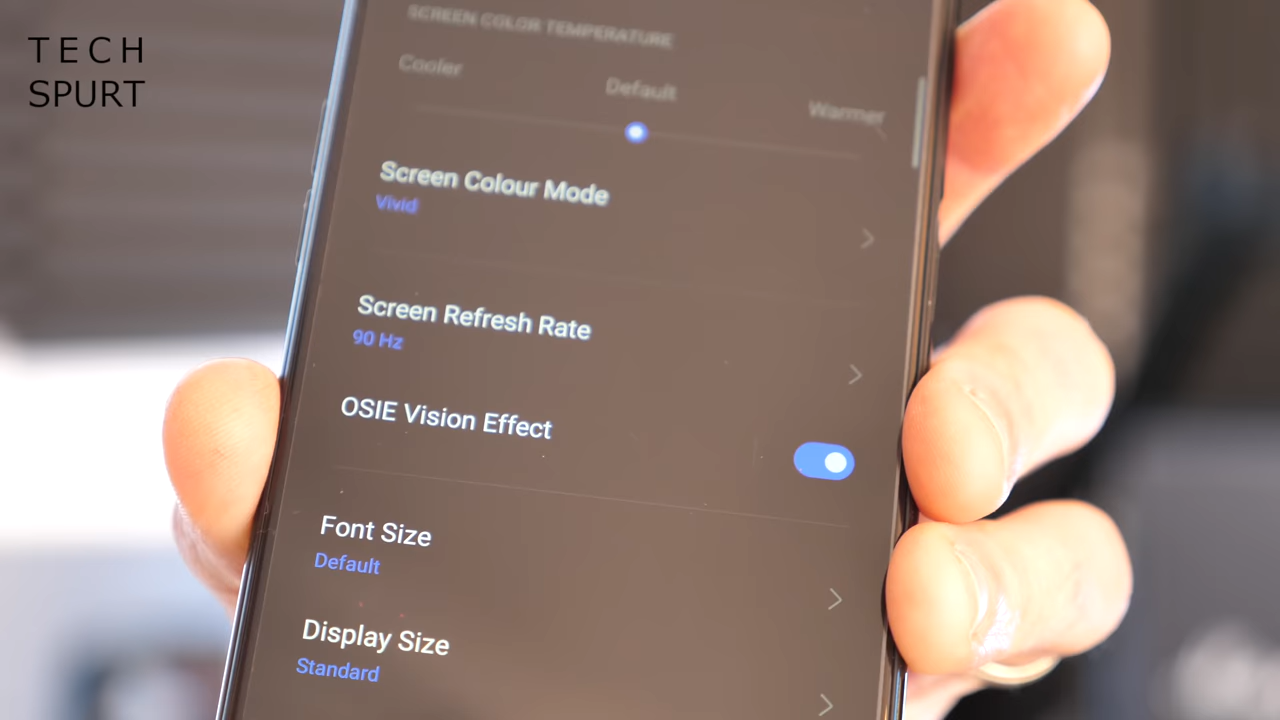 TECH
SPURT
SCREEN COLOR TEMPERATURE
Cooler
Default
Warmer
Screen Colour Mode
Vivid
Screen Refresh Rate
90 Hz
OSIE Vision Effect
Font Size
Default
Display Size
Standard